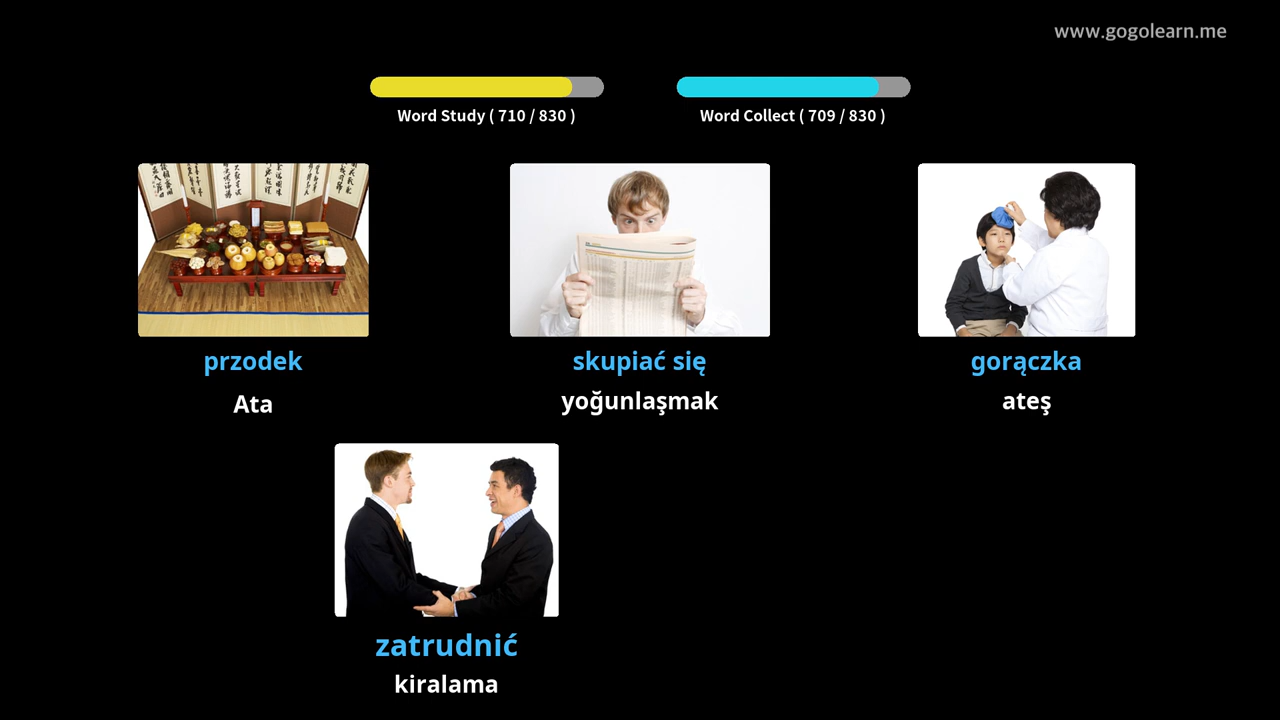 www.gogolearn.me
Word Study ( 710 / 830 )
Word Collect ( 709 / 830 )
przodek
Ata
skupiać się
yoğunlaşmak
gorączka
ateş
zatrudnić
kiralama